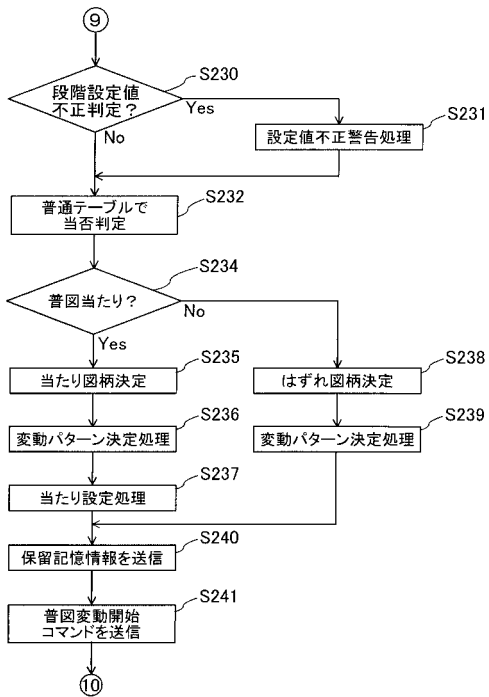 ⑨
S230
段階設定値
不正判定？
Yes
No
S231
設定値不正警告処理
S232
普通テーブルで
当否判定
S234
普図当たり？
No
Yes
S235
当たり図柄決定
S238
はずれ図柄決定
S236
変動パターン決定処理
S239
変動パターン決定処理
S237
当たり設定処理
S240
保留記憶情報を送信
S241
普図変動開始
コマンドを送信
⑩